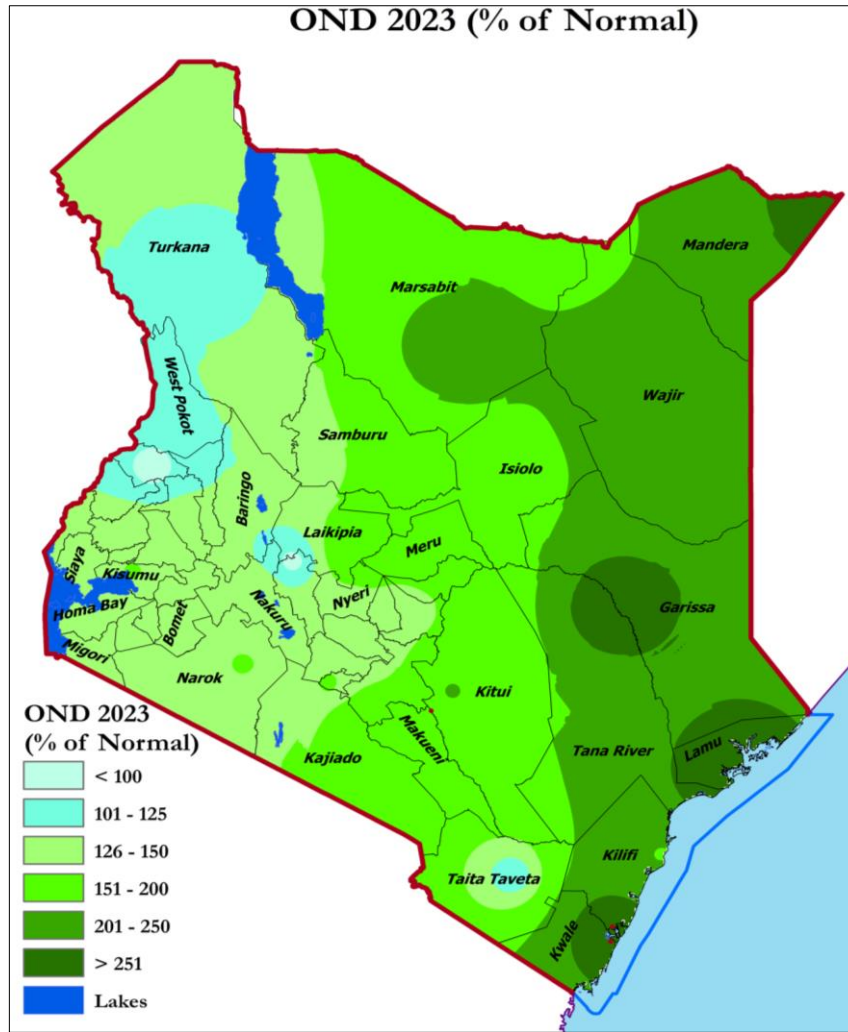 OND 2023 (% of Normal)
Turkana
Mandera
Marsabit
West Pokot
Wajir
Samburu
Isiolo
Baringo
Laikipia
Meru
Siaya
Kisumu
Nyeri
Garissa
Homa Bay
Bomet
Nakuru
Migori
Narok
Kitui
OND 2023
(% of Normal)
Makueni
Tana River
Lamu
Kajiado
< 100
101 - 125
126 - 150
Kilifi
Taita Taveta
151 - 200
201 - 250
Kwale
> 251
Lakes